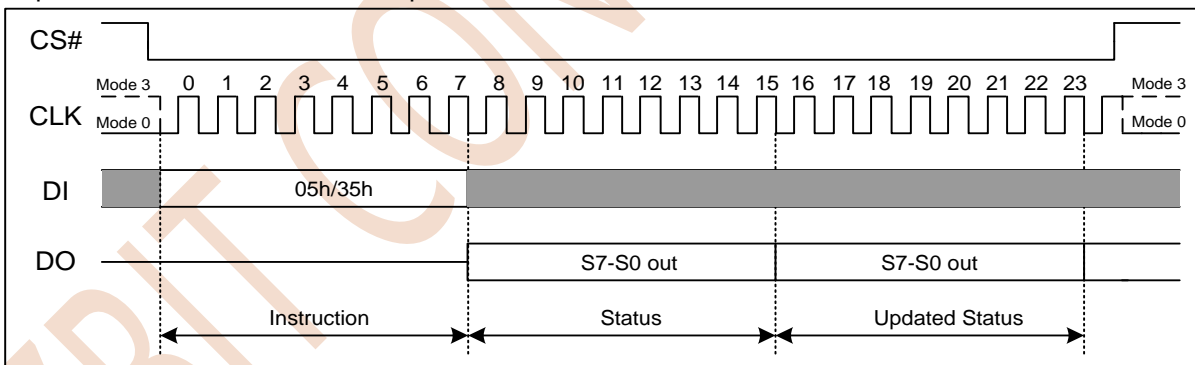 CS#
Mode 3 0 1 2 3 4 5 6 7 8 9 10 11 12 13 14 15 16 17 18 19 20 21 22 23 Mode 3
CLK
Mode 0 Mode 0
DI 05h/35h
DO S7-S0 out S7-S0 out
Instruction Status Updated Status